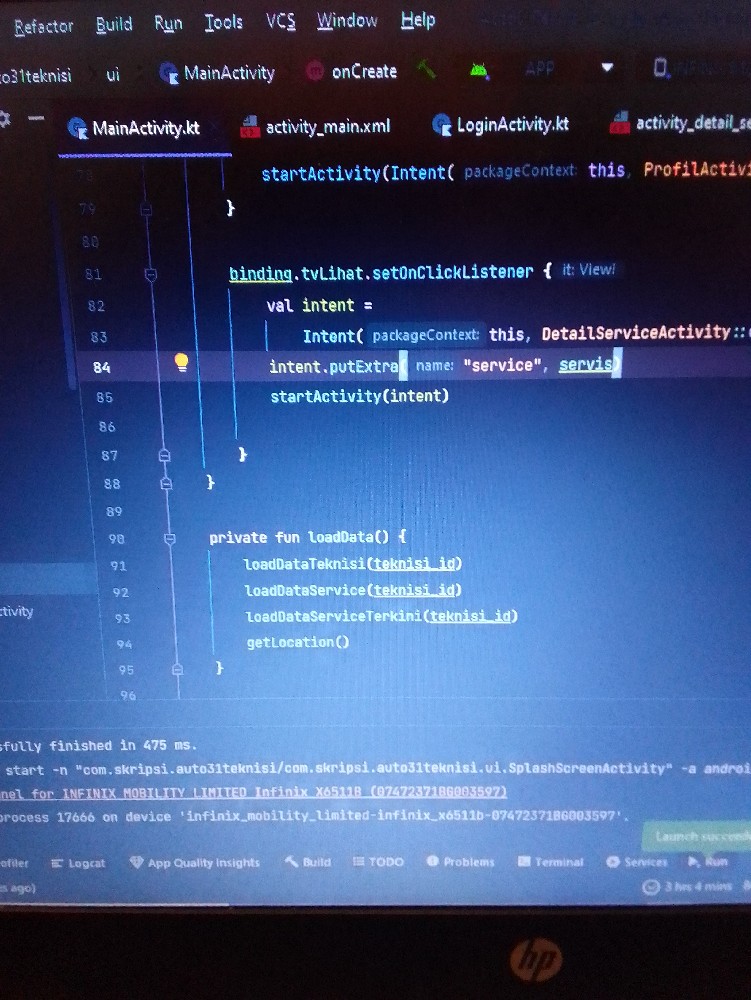 Refactor Build Run Tools VCS Window Help
to31teknisi ui MainActivity onCreate APP
MainActivity.kt activity_main.xml LoginActivity.kt activity_detail_se
78 startActivity(Intent( packageContext: this, ProfilActivi
79 }
80
81 binding.tvLihat.setOnClickListener { it: View!
82 val intent =
83 Intent( packageContext: this, DetailServiceActivity::
84 intent.putExtra( name: "service", servis)
85 startActivity(intent)
86
87 }
88 }
89
90 private fun loadData() {
91 loadDataTeknisi(teknisi_id)
92 loadDataService(teknisi_id)
93 loadDataServiceTerkini(teknisi_id)
94 getLocation()
95 }
96
ctivity
sfully finished in 475 ms.
start -n "com.skripsi.auto31teknisi/com.skripsi.auto31teknisi.ui.SplashScreenActivity" -a androi
nel for INFINIX MOBILITY LIMITED Infinix X6511B (0747237186003597)
process 17666 on device 'infinix_mobility_limited-infinix_x6511b-0747237186003597'.
Launch succeed
ofiler Logcat App Quality Insights Build TODO Problems Terminal Services Run
s ago) 3 hrs 4 mins
hp